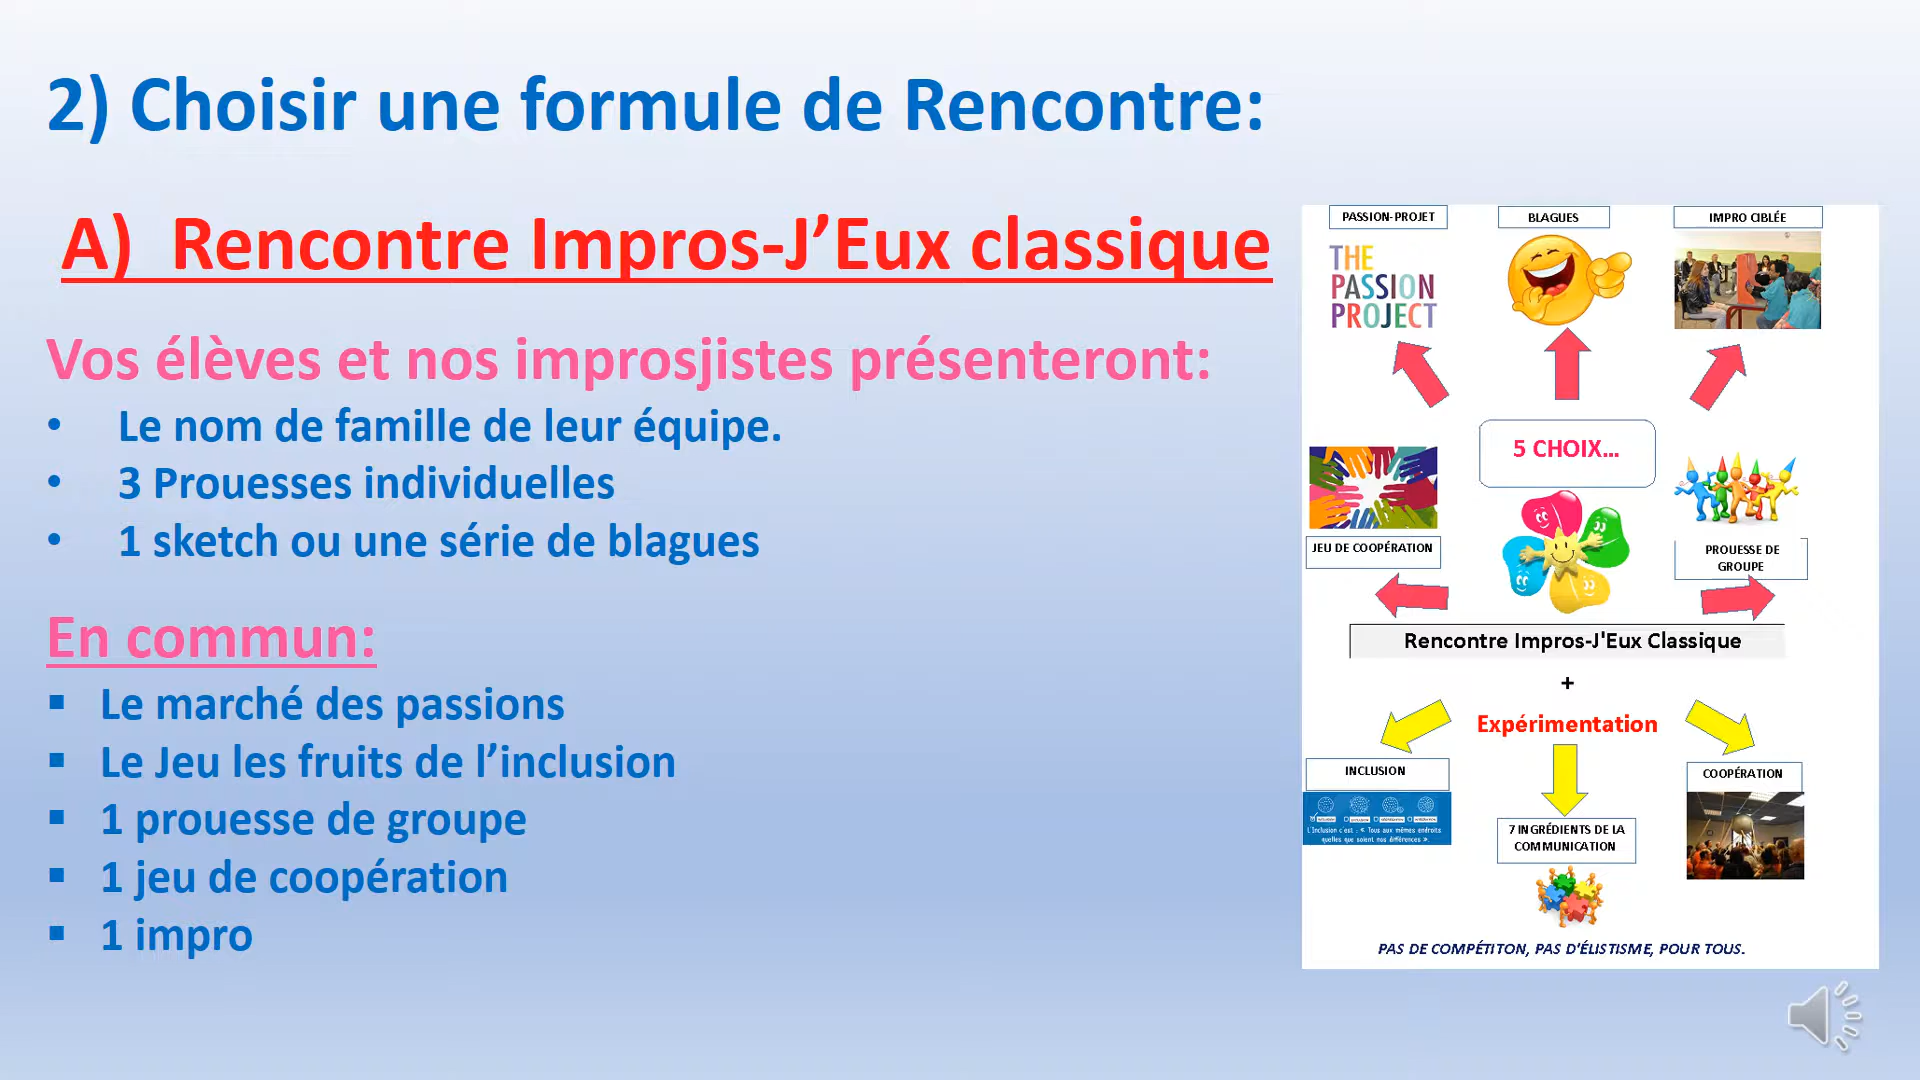 2) Choisir une formule de Rencontre:
A) Rencontre Impros-J’Eux classique
Vos élèves et nos improsjistes présenteront:
• Le nom de famille de leur équipe.
• 3 Prouesses individuelles
• 1 sketch ou une série de blagues
En commun:
▪ Le marché des passions
▪ Le Jeu les fruits de l’inclusion
▪ 1 prouesse de groupe
▪ 1 jeu de coopération
▪ 1 impro
PASSION-PROJET
BLAGUES
IMPRO CIBLÉE
THE
PASSION
PROJECT
5 CHOIX...
JEU DE COOPÉRATION
PROUESSE DE
GROUPE
Rencontre Impros-J'Eux Classique
+
Expérimentation
INCLUSION
COOPÉRATION
L'Inclusion c'est : « Tous aux mêmes endroits
quelles que soient nos différences ».
7 INGRÉDIENTS DE LA
COMMUNICATION
PAS DE COMPÉTITON, PAS D'ÉLISTISME, POUR TOUS.